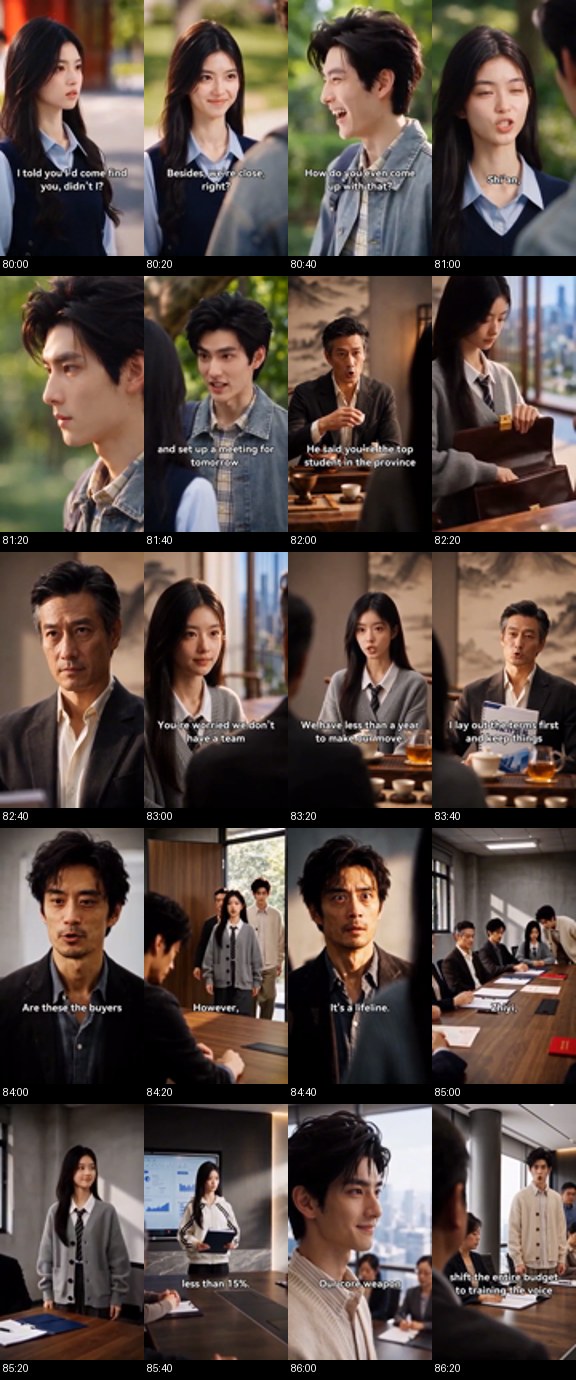 I told you I'd come find
you, didn't I?
Besides, we're close,
right?
How do you even come
up with that?
Shi'an,
80:00
80:20
80:40
81:00
and set up a meeting for
tomorrow
He said you're the top
student in the province
81:20
81:40
82:00
82:20
You're worried we don't
have a team
We have less than a year
to make our move
I lay out the terms first
and keep things
82:40
83:00
83:20
83:40
Are these the buyers
However,
It's a lifeline.
Zhiyi,
84:00
84:20
84:40
85:00
less than 15%.
Our core weapon
shift the entire budget
to training the voice
85:20
85:40
86:00
86:20